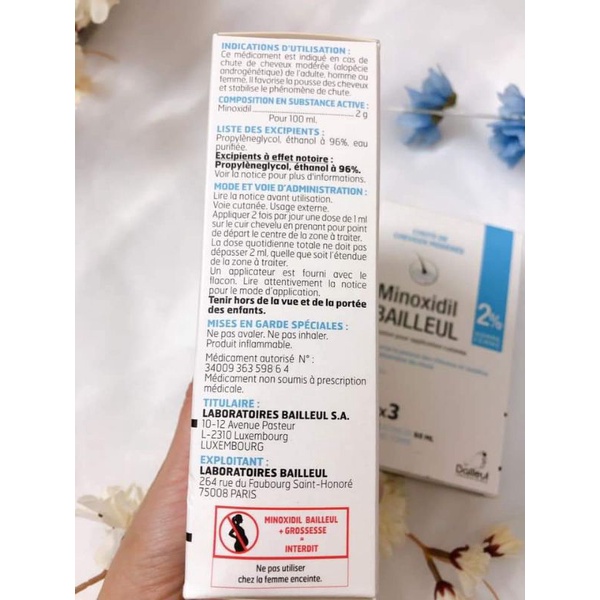 INDICATIONS D'UTILISATION :
Ce médicament est indiqué en cas de
chute de cheveux modérée (alopécie
androgénétique) de l'adulte, homme ou
femme. Il favorise la pousse des cheveux
et stabilise le phénomène de chute.
COMPOSITION EN SUBSTANCE ACTIVE :
Minoxidil 2 g
Pour 100 ml.
LISTE DES EXCIPIENTS :
Propylèneglycol, éthanol à 96%, eau
purifiée.
Excipients à effet notoire :
Propylèneglycol, éthanol à 96%.
Voir la notice pour plus d'informations.
MODE ET VOIE D'ADMINISTRATION :
Lire la notice avant utilisation.
Voie cutanée. Usage externe.
Appliquer 2 fois par jour une dose de 1 ml
sur le cuir chevelu en prenant pour point
de départ le centre de la zone à traiter.
La dose quotidienne totale ne doit pas
dépasser 2 ml, quelle que soit l'étendue
de la zone à traiter.
Un applicateur est fourni avec le
flacon. Lire attentivement la notice
pour le mode d'application.
Tenir hors de la vue et de la portée
des enfants.
MISES EN GARDE SPÉCIALES :
Ne pas avaler. Ne pas inhaler.
Produit inflammable.
Médicament autorisé N° :
34009 363 598 6 4
Médicament non soumis à prescription
médicale.
TITULAIRE :
LABORATOIRES BAILLEUL S.A.
10-12 Avenue Pasteur
L-2310 Luxembourg
LUXEMBOURG
EXPLOITANT :
LABORATOIRES BAILLEUL
264 rue du Faubourg Saint-Honoré
75008 PARIS
MINOXIDIL BAILLEUL
+ GROSSESSE
=
INTERDIT
Ne pas utiliser
chez la femme enceinte.
CHUTE DE
CHEVEUX MODÉRÉE
Minoxidil
BAILLEUL
2%
x3
60 ML
Bailleul